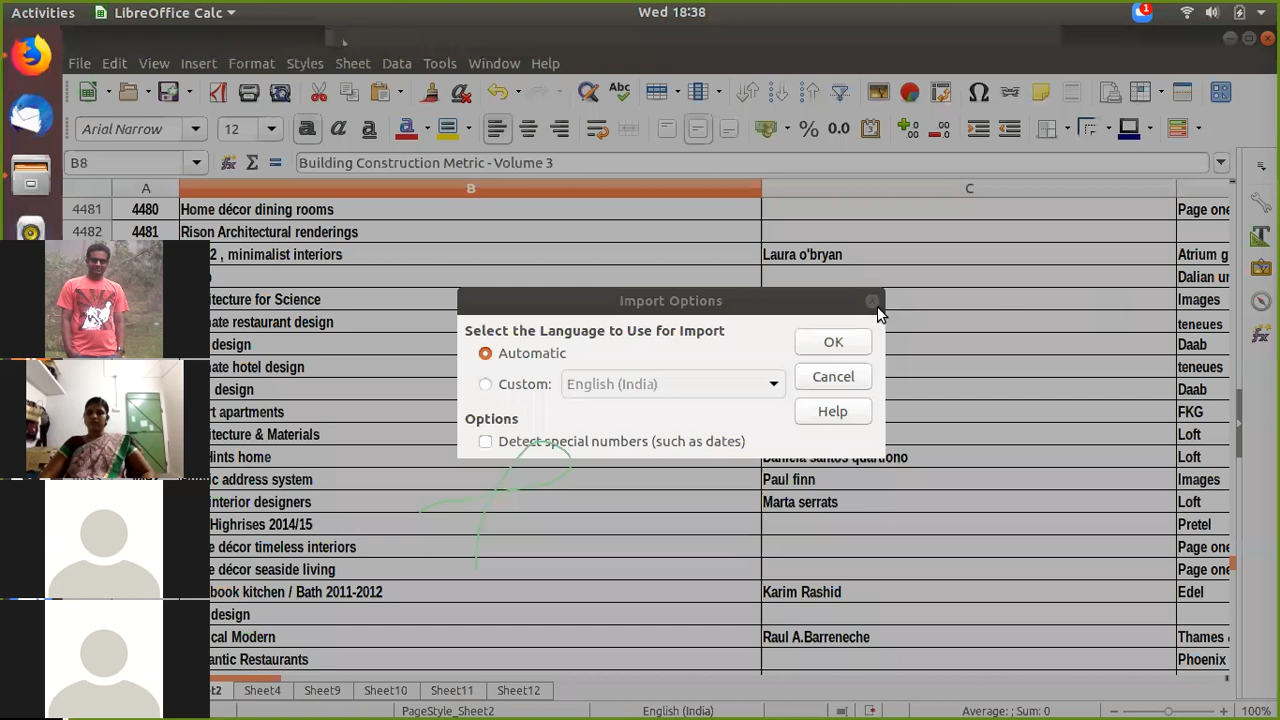 Activities LibreOffice Calc Wed 18:38 1
File Edit View Insert Format Styles Sheet Data Tools Window Help
Abc
Arial Narrow 12 a a a a % 0.0
B8 Building Construction Metric - Volume 3
A B C
4481 4480 Home décor dining rooms Page one
4482 4481 Rison Architectural renderings
2 , minimalist interiors Laura o'bryan Atrium g
Dalian un
itecture for Science Images
ate restaurant design teneues
design Daab
ate hotel design teneues
design Daab
t apartments FKG
itecture & Materials Loft
Hints home Loft
c address system Paul finn Images
interior designers Marta serrats Loft
Highrises 2014/15 Pretel
e décor timeless interiors Page one
e décor seaside living Page one
book kitchen / Bath 2011-2012 Karim Rashid Edel
design
cal Modern Raul A.Barreneche Thames &
antic Restaurants Phoenix
Import Options
Select the Language to Use for Import
OK
Automatic
Cancel
Custom: English (India)
Help
Options
Detect special numbers (such as dates)
t2 Sheet4 Sheet9 Sheet10 Sheet11 Sheet12
PageStyle_Sheet2 English (India) Average: ; Sum: 0 100%